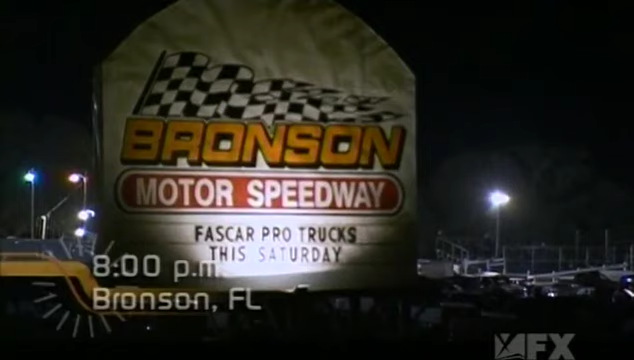 BRONSON
MOTOR SPEEDWAY
FASCAR PRO TRUCKS
THIS SATURDAY
8:00 p.m
Bronson, FL
FX